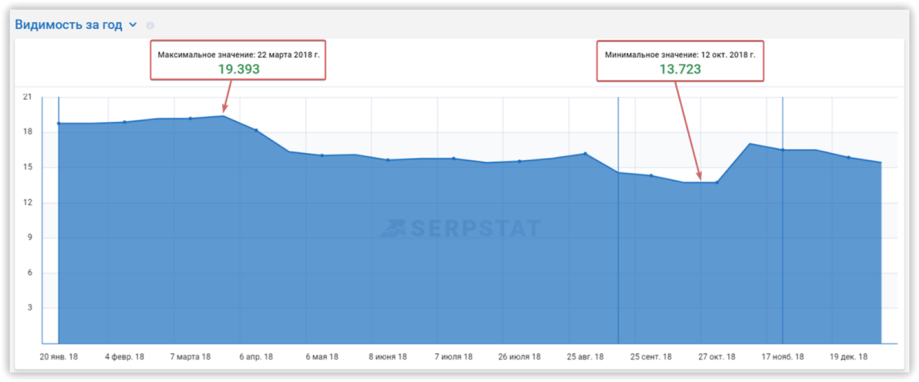 Видимость за год
Максимальное значение: 22 марта 2018 г.
19.393
Минимальное значение: 12 окт. 2018 г.
13.723
21
18
15
12
9
6
3
SERPSTAT
20 янв. 18 4 февр. 18 7 марта 18 6 апр. 18 6 мая 18 8 июня 18 7 июля 18 26 июля 18 25 авг. 18 25 сент. 18 27 окт. 18 17 нояб. 18 19 дек. 18